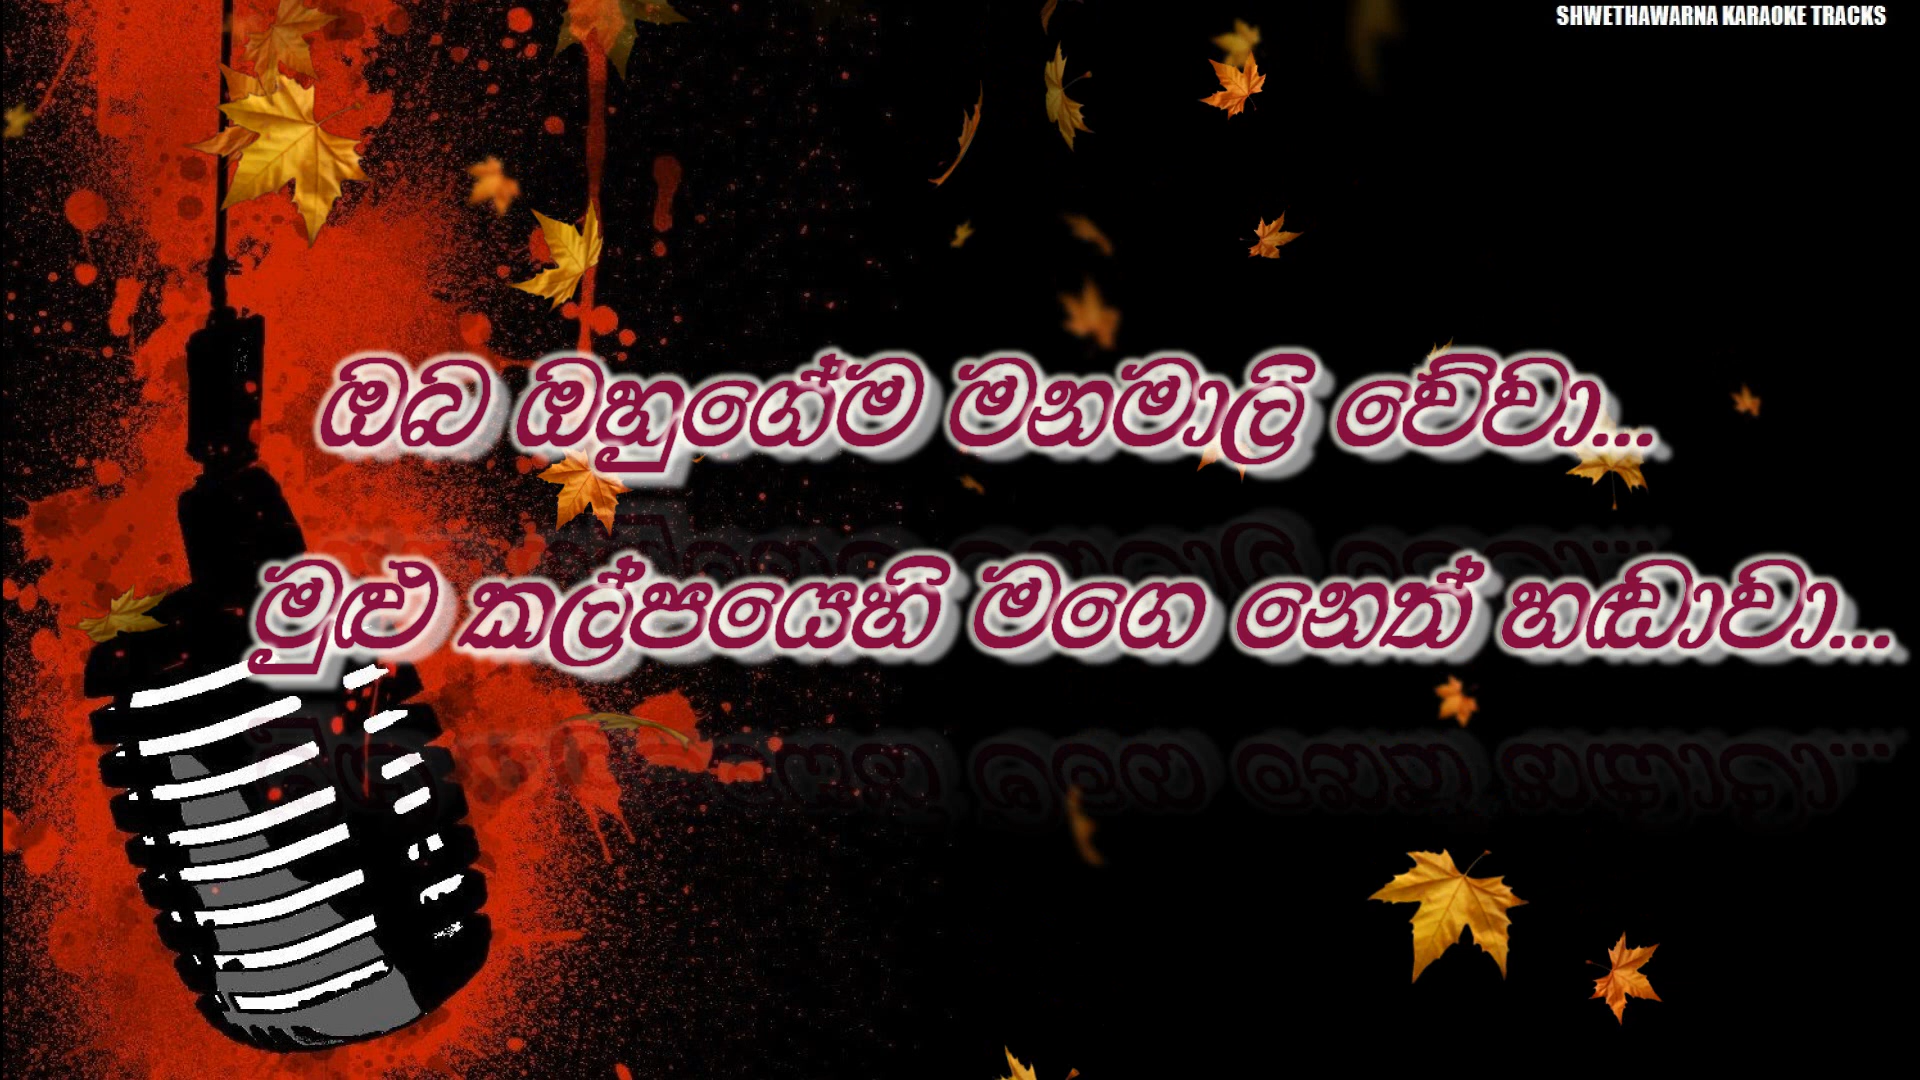 SHWETHAWARNA KARAOKE TRACKS
ඔබ ඔහුගේම මනමාලි වේවා...
මුළු කල්පයෙහි මගෙ නෙත් හඬාවා...